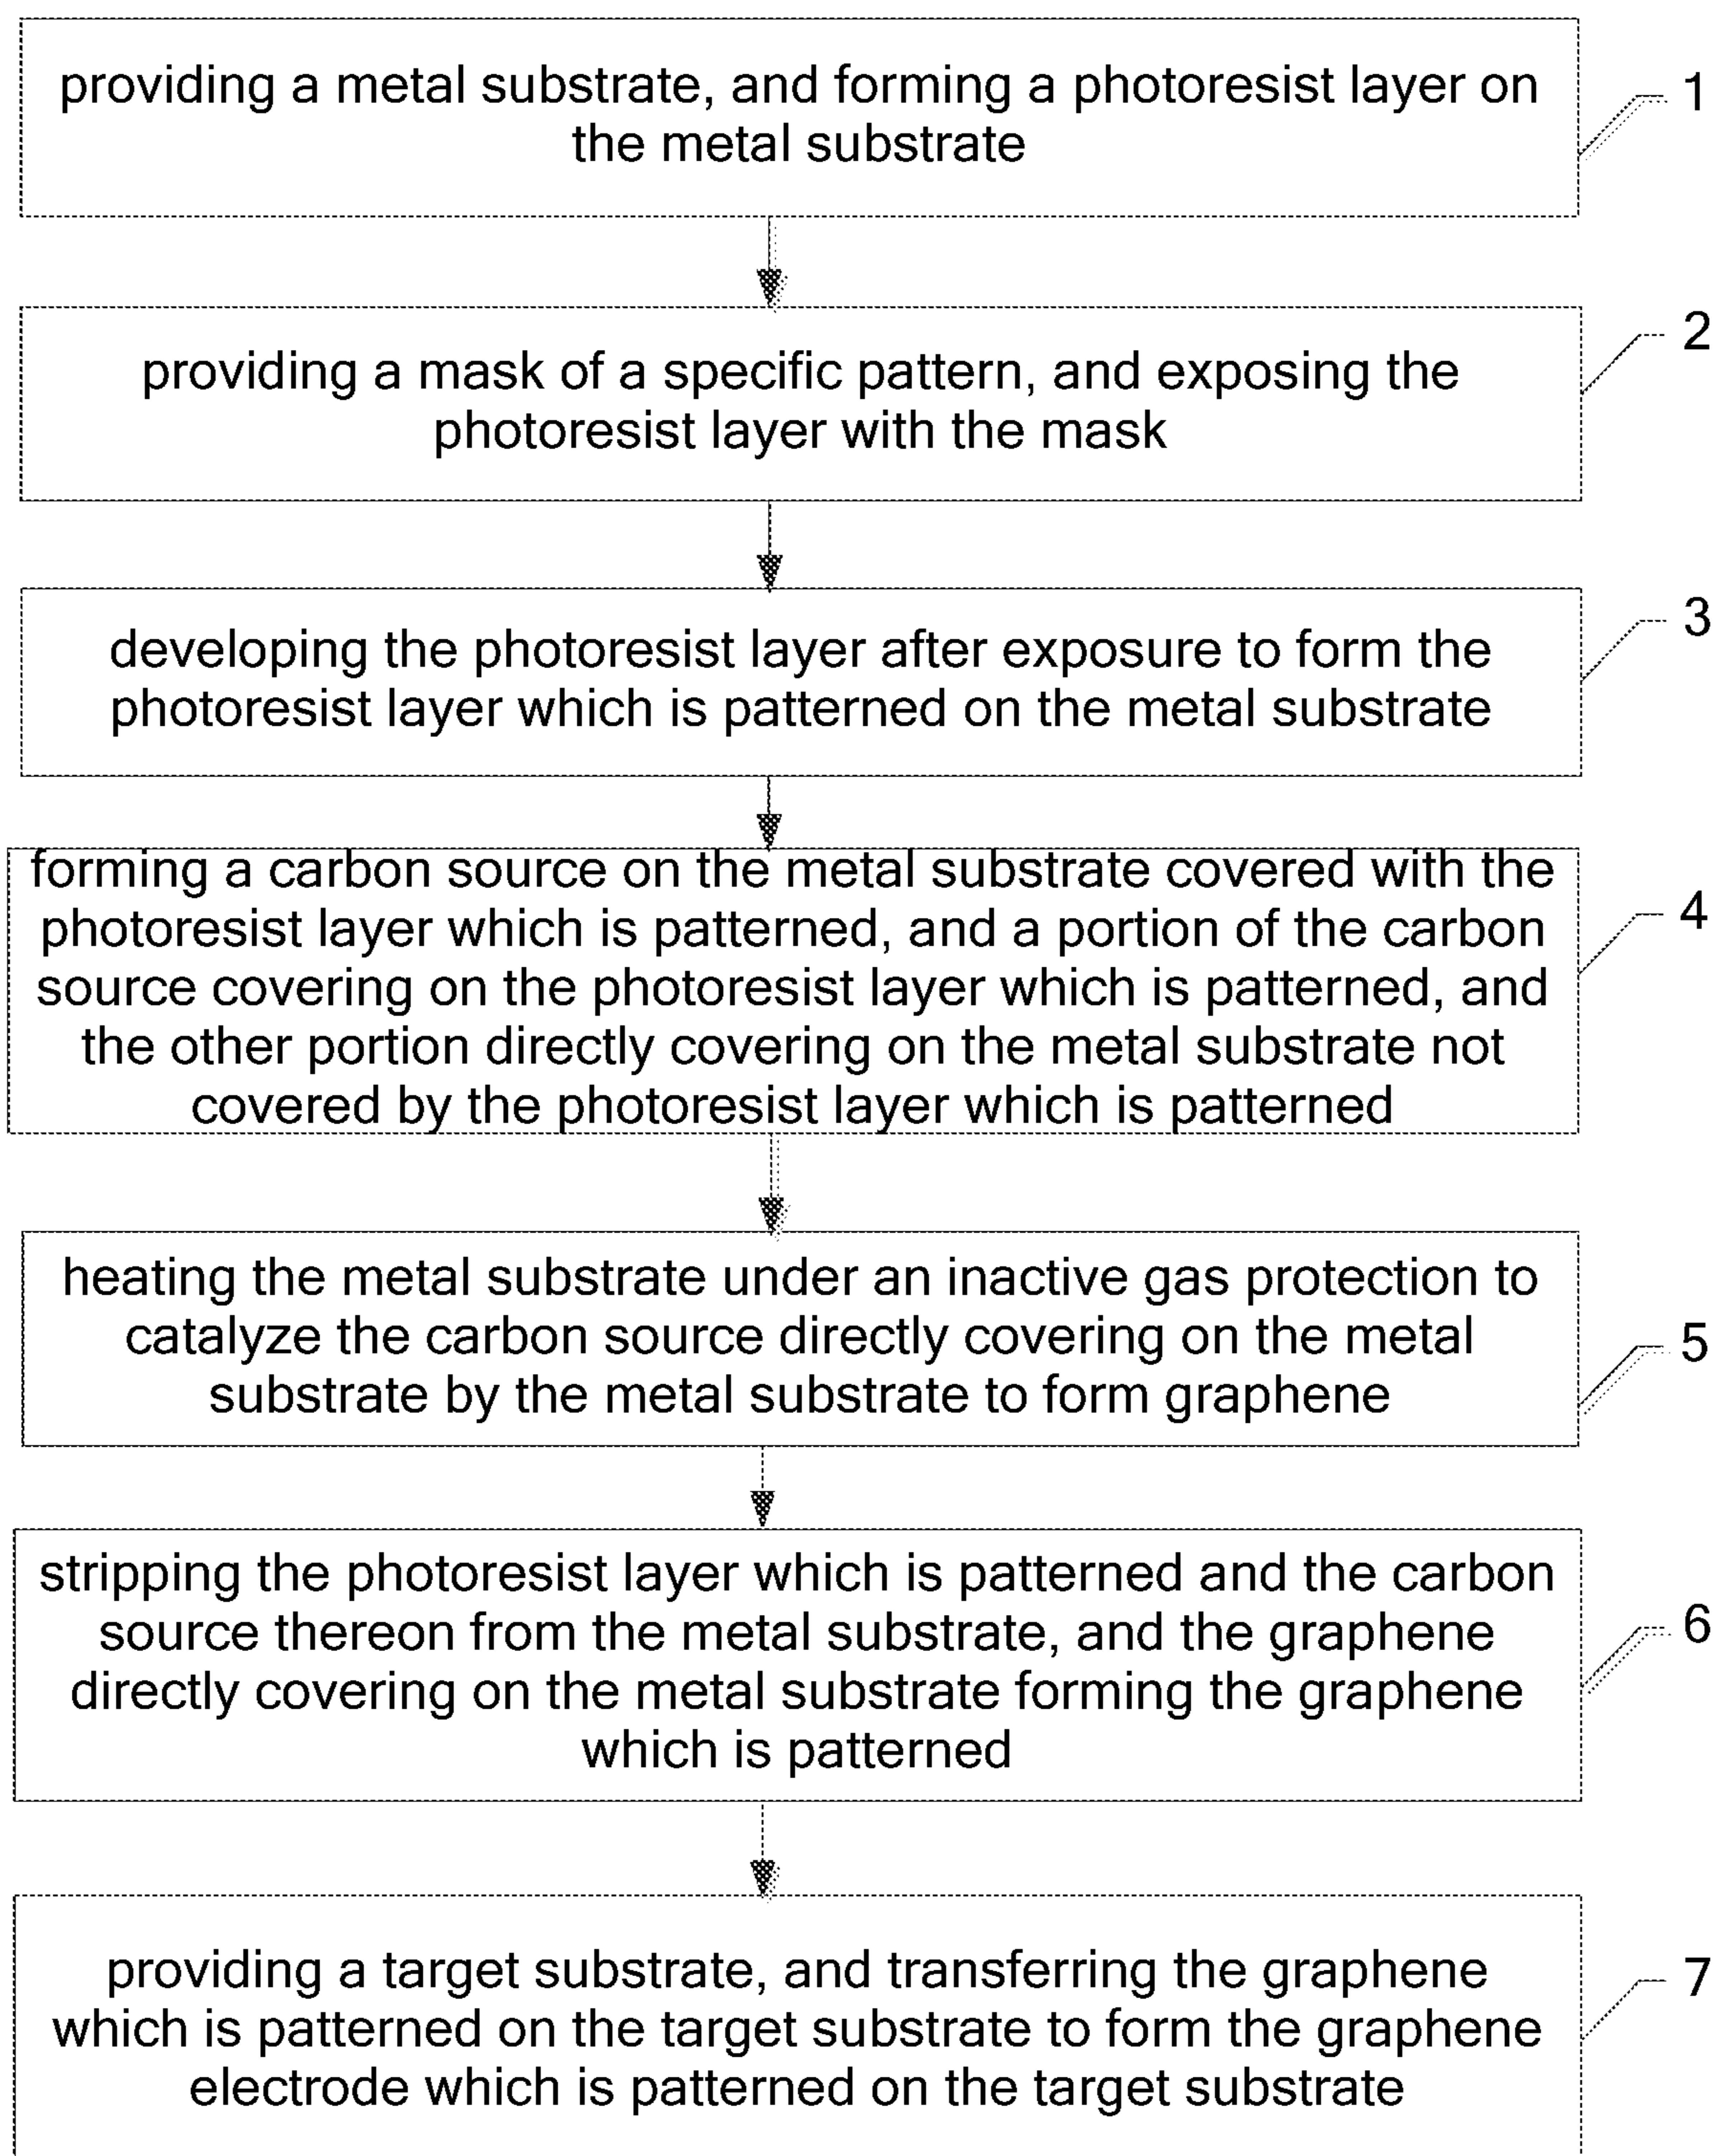 providing a metal substrate, and forming a photoresist layer on
the metal substrate
1
providing a mask of a specific pattern, and exposing the
photoresist layer with the mask
2
developing the photoresist layer after exposure to form the
photoresist layer which is patterned on the metal substrate
3
forming a carbon source on the metal substrate covered with the
photoresist layer which is patterned, and a portion of the carbon
source covering on the photoresist layer which is patterned, and
the other portion directly covering on the metal substrate not
covered by the photoresist layer which is patterned
4
heating the metal substrate under an inactive gas protection to
catalyze the carbon source directly covering on the metal
substrate by the metal substrate to form graphene
5
stripping the photoresist layer which is patterned and the carbon
source thereon from the metal substrate, and the graphene
directly covering on the metal substrate forming the graphene
which is patterned
6
providing a target substrate, and transferring the graphene
which is patterned on the target substrate to form the graphene
electrode which is patterned on the target substrate
7